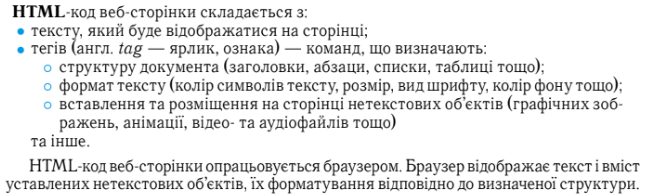 HTML-код веб-сторінки складається з:
• тексту, який буде відображатися на сторінці;
• тегів (англ. tag — ярлик, ознака) — команд, що визначають:
○ структуру документа (заголовки, абзаци, списки, таблиці тощо);
○ формат тексту (колір символів тексту, розмір, вид шрифту, колір фону тощо);
○ вставлення та розміщення на сторінці нетекстових об'єктів (графічних зоб-
ражень, анімації, відео- та аудіофайлів тощо)
та інше.
HTML-код веб-сторінки опрацьовується браузером. Браузер відображає текст і вміст
уставлених нетекстових об'єктів, їх форматування відповідно до визначеної структури.